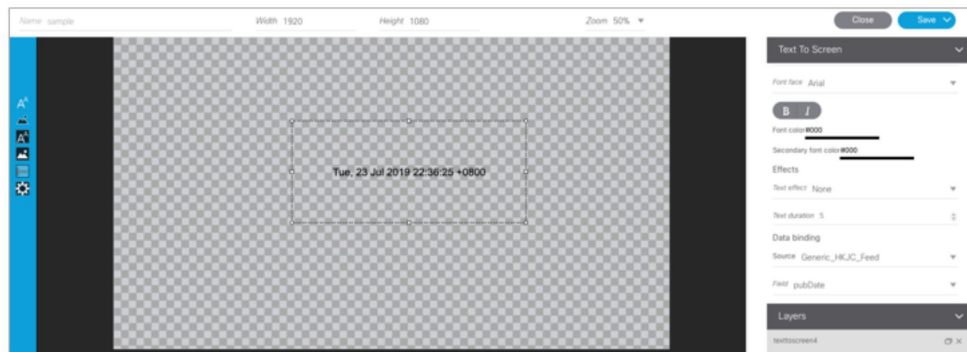 Name sample Width 1920 Height 1080 Zoom 50% Close Save
Text To Screen
Font face Arial
B I
Font color#000
Secondary font color#000
Effects
Text effect None
Text duration 5
Data binding
Source Generic_HKJC_Feed
Field pubDate
Layers
texttoscreen4
Tue, 23 Jul 2019 22:36:25 +0800